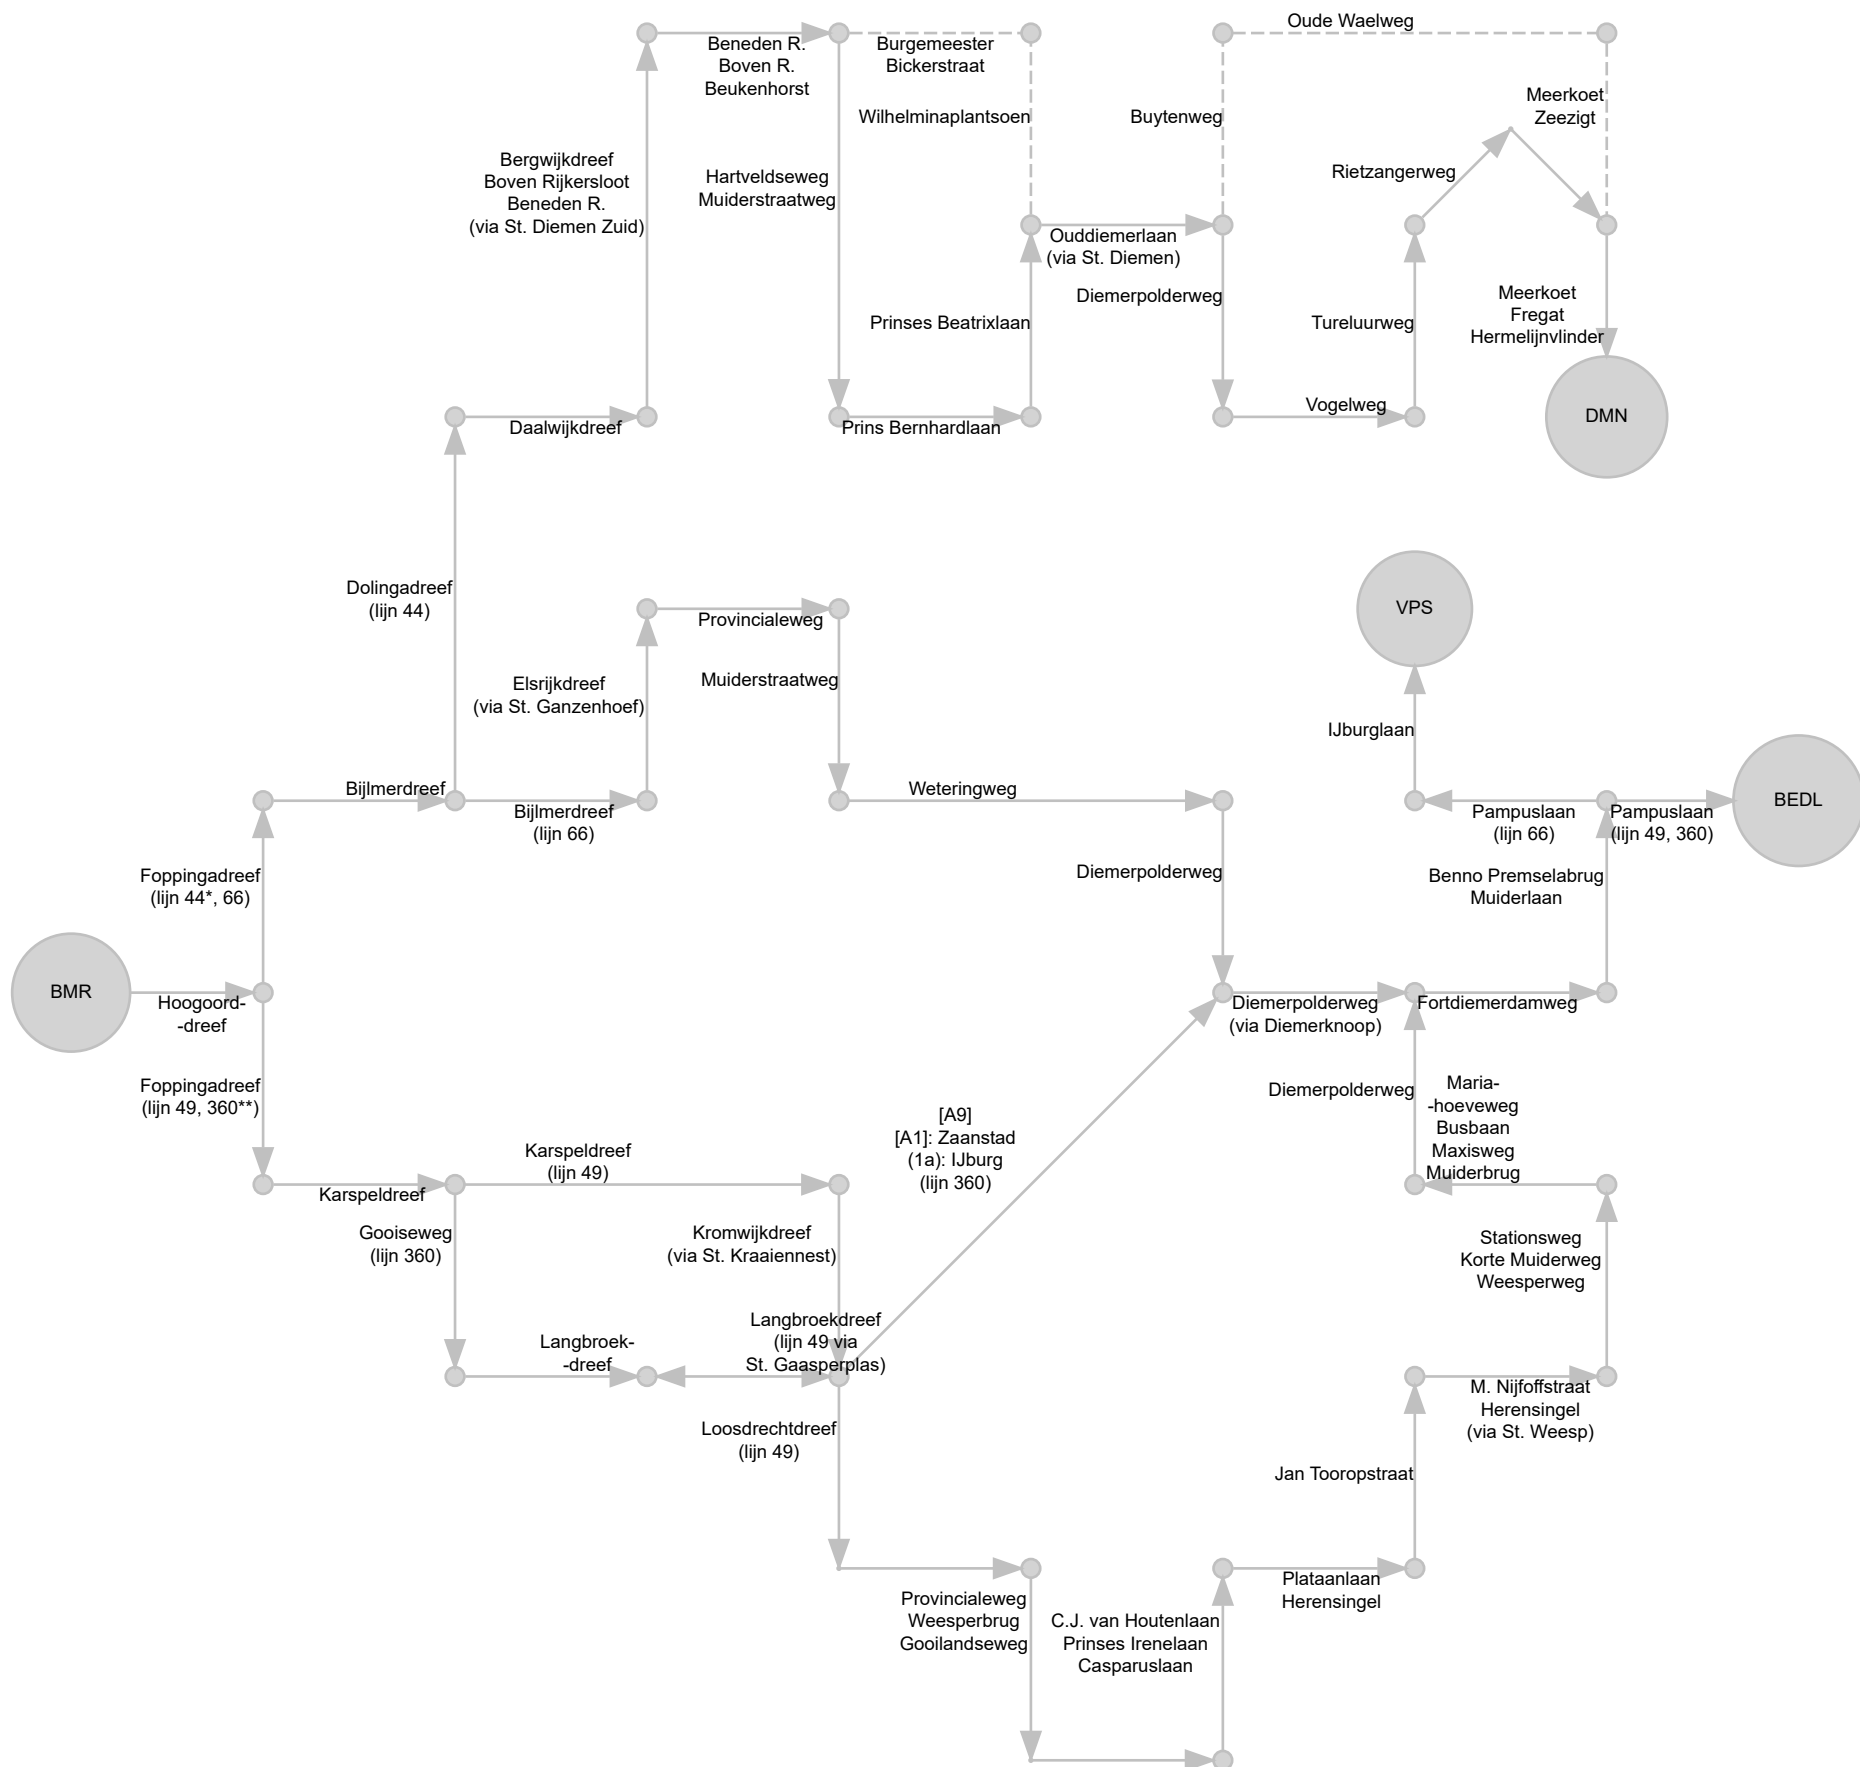 Oude Waelweg
Beneden R.
Boven R.
Beukenhorst
Burgemeester
Bickerstraat
Meerkoet
Zeezigt
Wilhelminaplantsoen
Buytenweg
Bergwijkdreef
Boven Rijkersloot
Beneden R.
(via St. Diemen Zuid)
Hartveldseweg
Muiderstraatweg
Rietzangerweg
Ouddiemerlaan
(via St. Diemen)
Diemerpolderweg
Prinses Beatrixlaan
Tureluurweg
Meerkoet
Fregat
Hermelijnvlinder
Daalwijkdreef
Prins Bernhardlaan
Vogelweg
DMN
Dolingadreef
(lijn 44)
Provincialeweg
VPS
Elsrijkdreef
(via St. Ganzenhoef)
Muiderstraatweg
IJburglaan
Bijlmerdreef
Bijlmerdreef
(lijn 66)
Weteringweg
Pampuslaan
(lijn 66)
Pampuslaan
(lijn 49, 360)
BEDL
Foppingadreef
(lijn 44*, 66)
Diemerpolderweg
Benno Premselabrug
Muiderlaan
BMR
Hoogoord-
-dreef
Diemerpolderweg
(via Diemerknoop)
Fortdiemerdamweg
Foppingadreef
(lijn 49, 360**)
Diemerpolderweg
Maria-
-hoeveweg
Busbaan
Maxisweg
Muiderbrug
[A9]
[A1]: Zaanstad
(1a): IJburg
(lijn 360)
Karspeldreef
Karspeldreef
(lijn 49)
Gooiseweg
(lijn 360)
Kromwijkdreef
(via St. Kraaiennest)
Stationsweg
Korte Muiderweg
Weesperweg
Langbroek-
-dreef
Langbroekdreef
(lijn 49 via
St. Gaasperplas)
Loosdrechtdreef
(lijn 49)
M. Nijfoffstraat
Herensingel
(via St. Weesp)
Jan Tooropstraat
Provincialeweg
Weesperbrug
Gooilandseweg
C.J. van Houtenlaan
Prinses Irenelaan
Casparuslaan
Plataanlaan
Herensingel